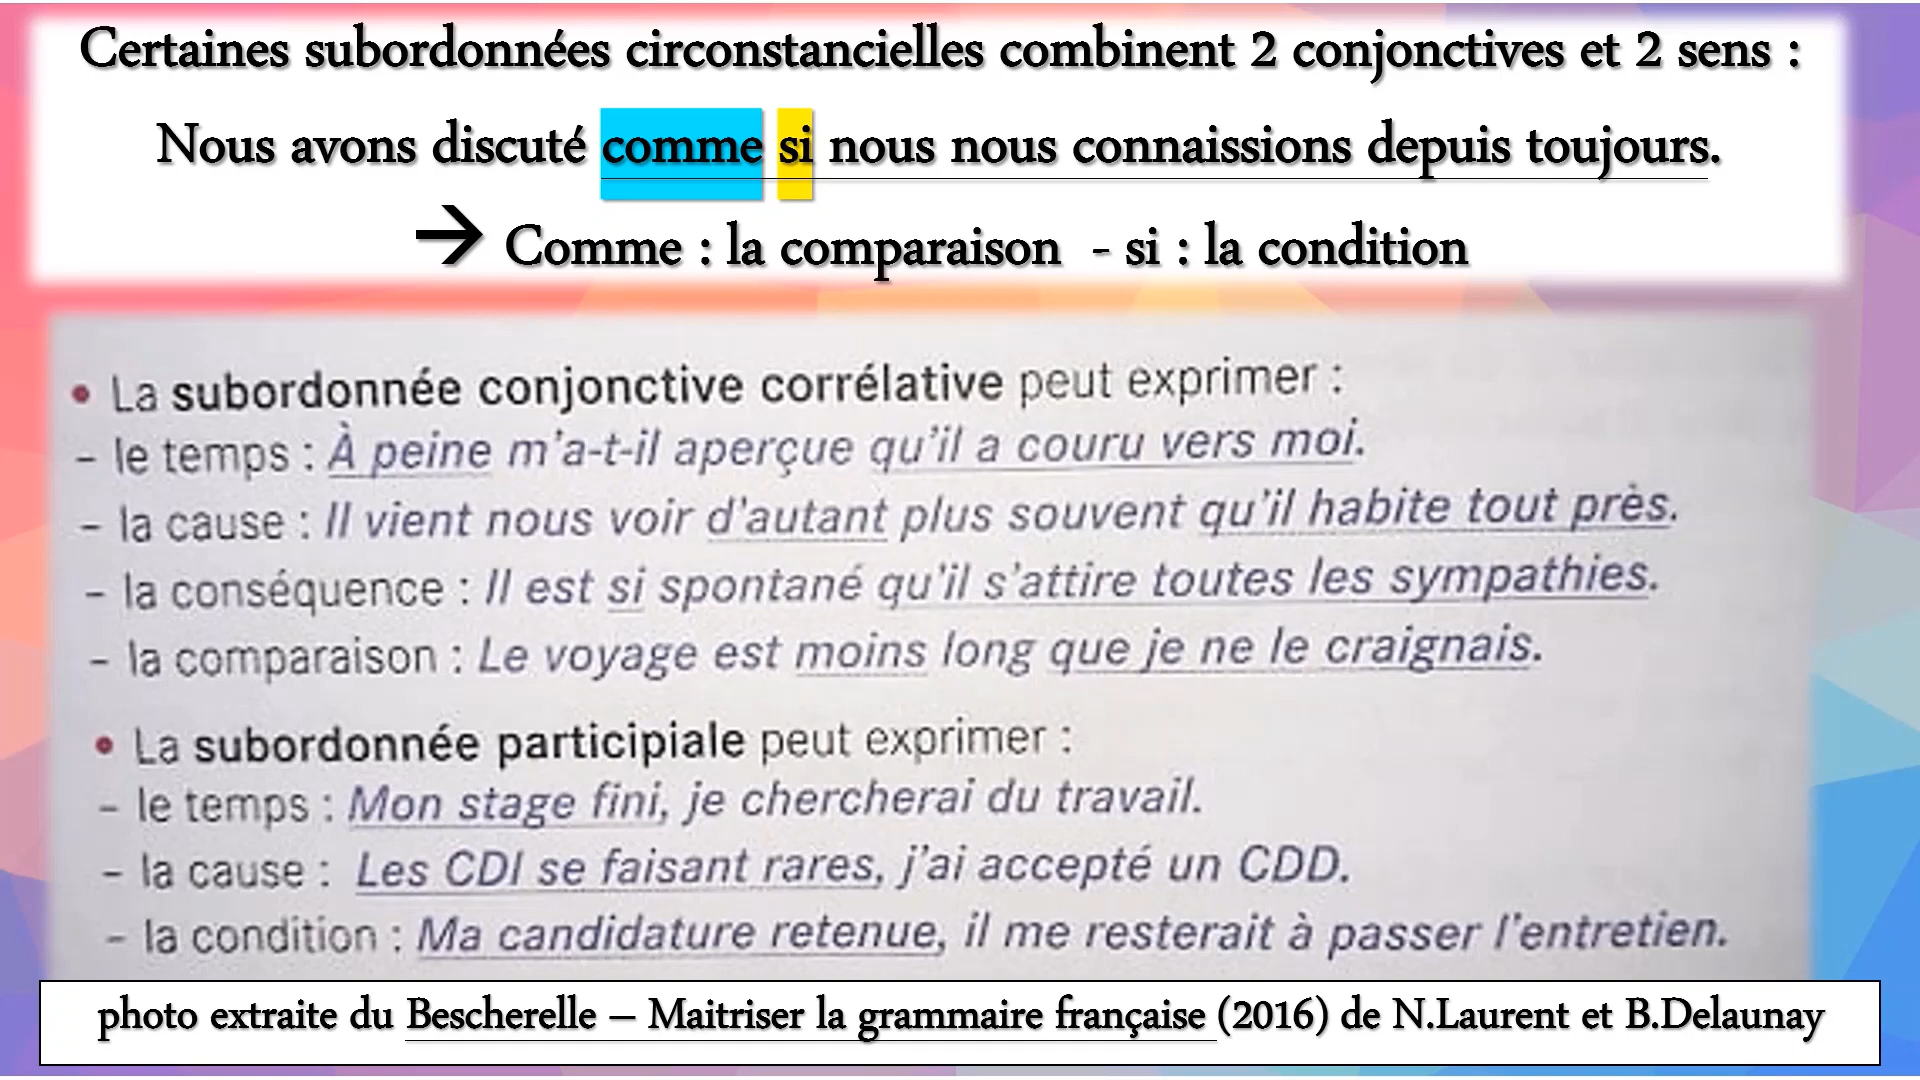 Certaines subordonnées circonstancielles combinent 2 conjonctives et 2 sens :
Nous avons discuté comme si nous nous connaissions depuis toujours.
→ Comme : la comparaison - si : la condition
• La subordonnée conjonctive corrélative peut exprimer :
– le temps : À peine m'a-t-il aperçue qu'il a couru vers moi.
– la cause : Il vient nous voir d'autant plus souvent qu'il habite tout près.
– la conséquence : Il est si spontané qu'il s'attire toutes les sympathies.
– la comparaison : Le voyage est moins long que je ne le craignais.
• La subordonnée participiale peut exprimer :
– le temps : Mon stage fini, je chercherai du travail.
– la cause : Les CDI se faisant rares, j'ai accepté un CDD.
– la condition : Ma candidature retenue, il me resterait à passer l'entretien.
photo extraite du Bescherelle – Maitriser la grammaire française (2016) de N.Laurent et B.Delaunay